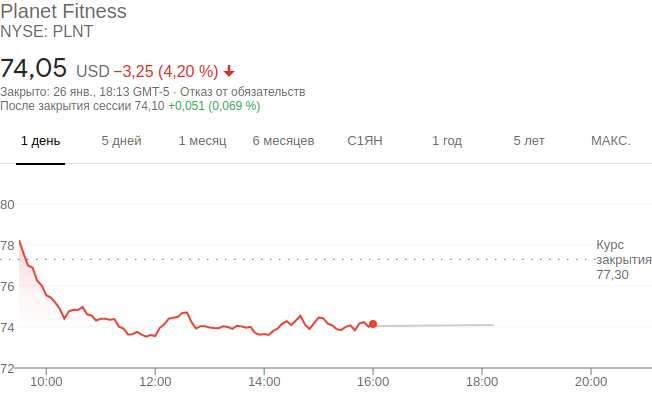 Planet Fitness
NYSE: PLNT
74,05 USD −3,25 (4,20 %)
Закрыто: 26 янв., 18:13 GMT-5 · Отказ от обязательств
После закрытия сессии 74,10 +0,051 (0,069 %)
1 день 5 дней 1 месяц 6 месяцев С1ЯН 1 год 5 лет МАКС.
80
78
Курс
закрытия
77,30
76
74
72
10:00 12:00 14:00 16:00 18:00 20:00